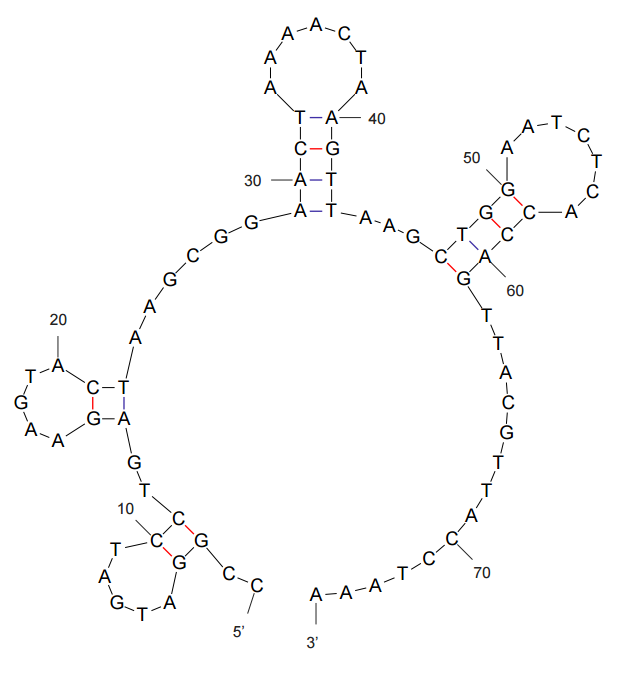 5'
C C G G A T G A T C
10
C T G A G A A G T A
20
C T A A G C G G A A
30
C T A A A A C T A A
40
G T T A A G C T G G
50
A A T C T C A C C A
60
G T T A C G T T A C
70
C T A A A
3'